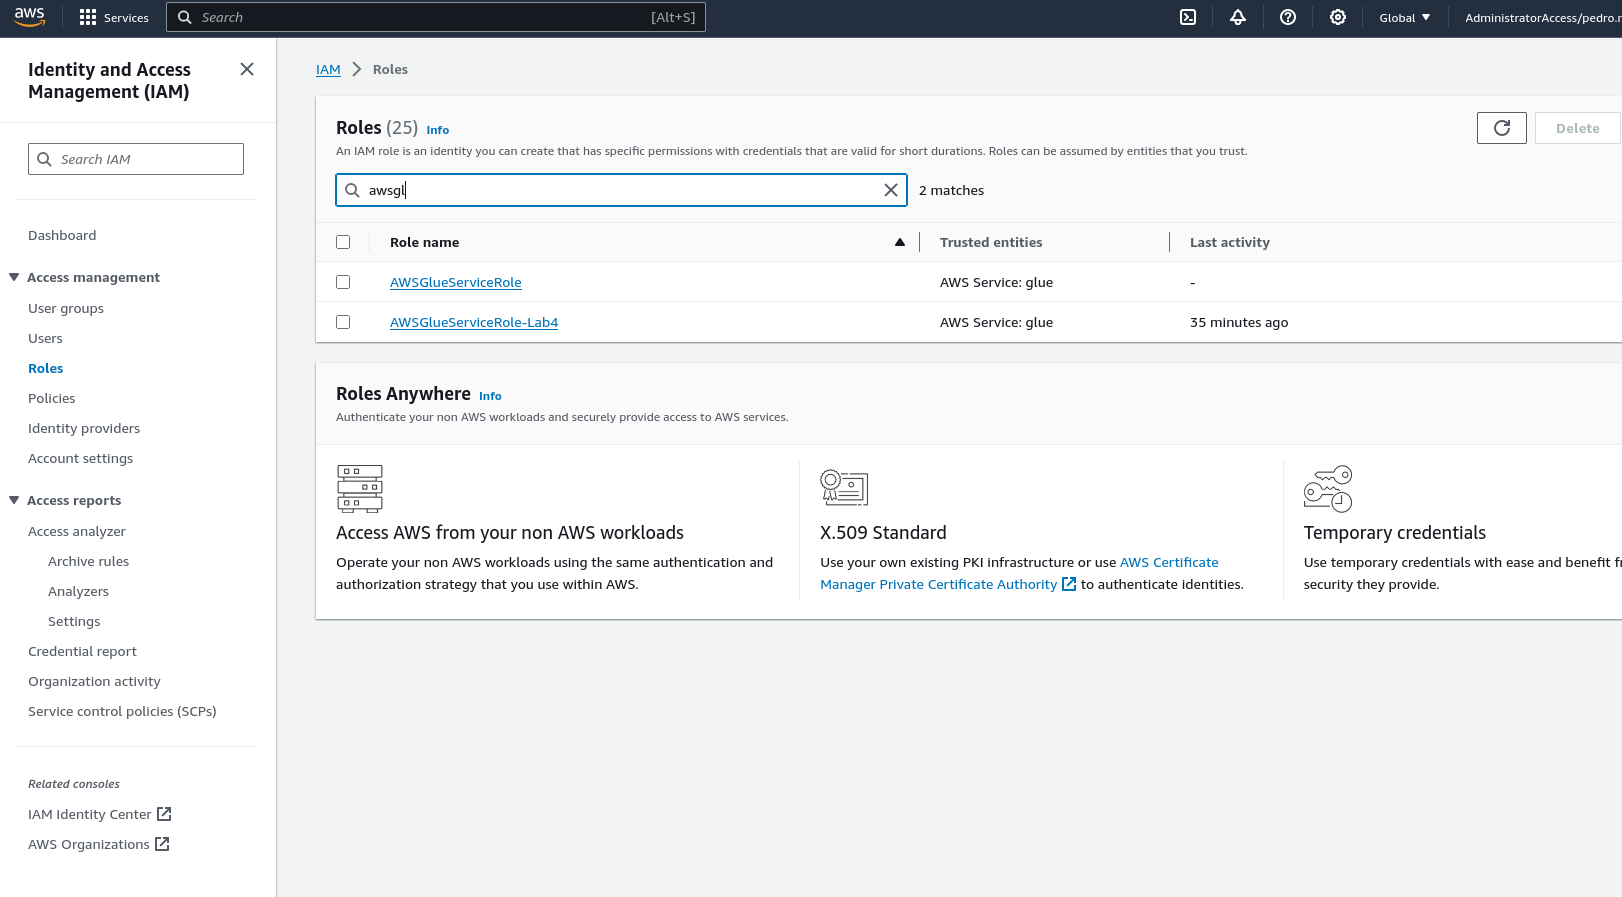 aws
Services
Search
[Alt+S]
Global
AdministratorAccess/pedro.r
Identity and Access
Management (IAM)
Search IAM
Dashboard
Access management
User groups
Users
Roles
Policies
Identity providers
Account settings
Access reports
Access analyzer
Archive rules
Analyzers
Settings
Credential report
Organization activity
Service control policies (SCPs)
Related consoles
IAM Identity Center
AWS Organizations
IAM > Roles
Roles (25) Info
An IAM role is an identity you can create that has specific permissions with credentials that are valid for short durations. Roles can be assumed by entities that you trust.
Delete
awsgl
2 matches
Role name Trusted entities Last activity
AWSGlueServiceRole AWS Service: glue -
AWSGlueServiceRole-Lab4 AWS Service: glue 35 minutes ago
Roles Anywhere Info
Authenticate your non AWS workloads and securely provide access to AWS services.
Access AWS from your non AWS workloads
Operate your non AWS workloads using the same authentication and
authorization strategy that you use within AWS.
X.509 Standard
Use your own existing PKI infrastructure or use AWS Certificate
Manager Private Certificate Authority to authenticate identities.
Temporary credentials
Use temporary credentials with ease and benefit fr
security they provide.